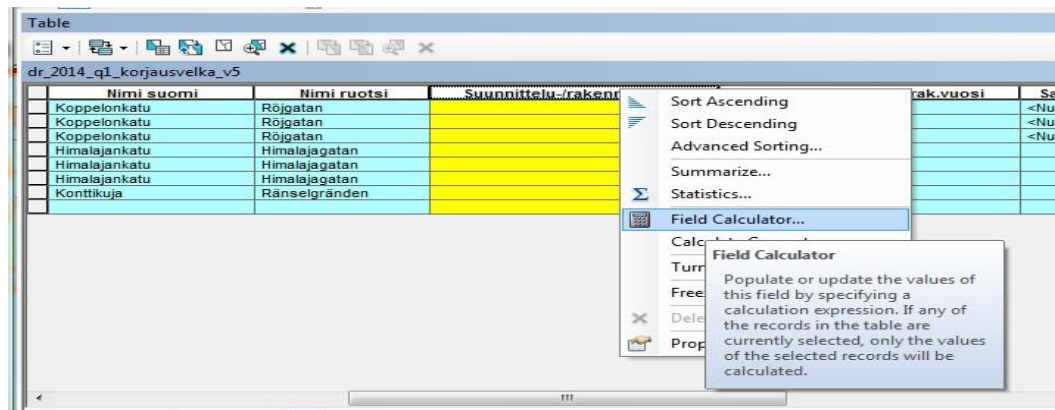 Table
dr_2014_q1_korjausvelka_v5
Nimi suomi Nimi ruotsi Suunnittelu-/rakenn rak.vuosi Sa
Koppelonkatu Röjgatan <Nu
Koppelonkatu Röjgatan <Nu
Koppelonkatu Röjgatan <Nu
Himalajankatu Himalajagatan
Himalajankatu Himalajagatan
Himalajankatu Himalajagatan
Konttikuja Ränselgränden
Sort Ascending
Sort Descending
Advanced Sorting...
Summarize...
Σ Statistics...
Field Calculator...
Calc
Turn
Free
Dele
Prop
Field Calculator
Populate or update the values of
this field by specifying a
calculation expression. If any of
the records in the table are
currently selected, only the values
of the selected records will be
calculated.